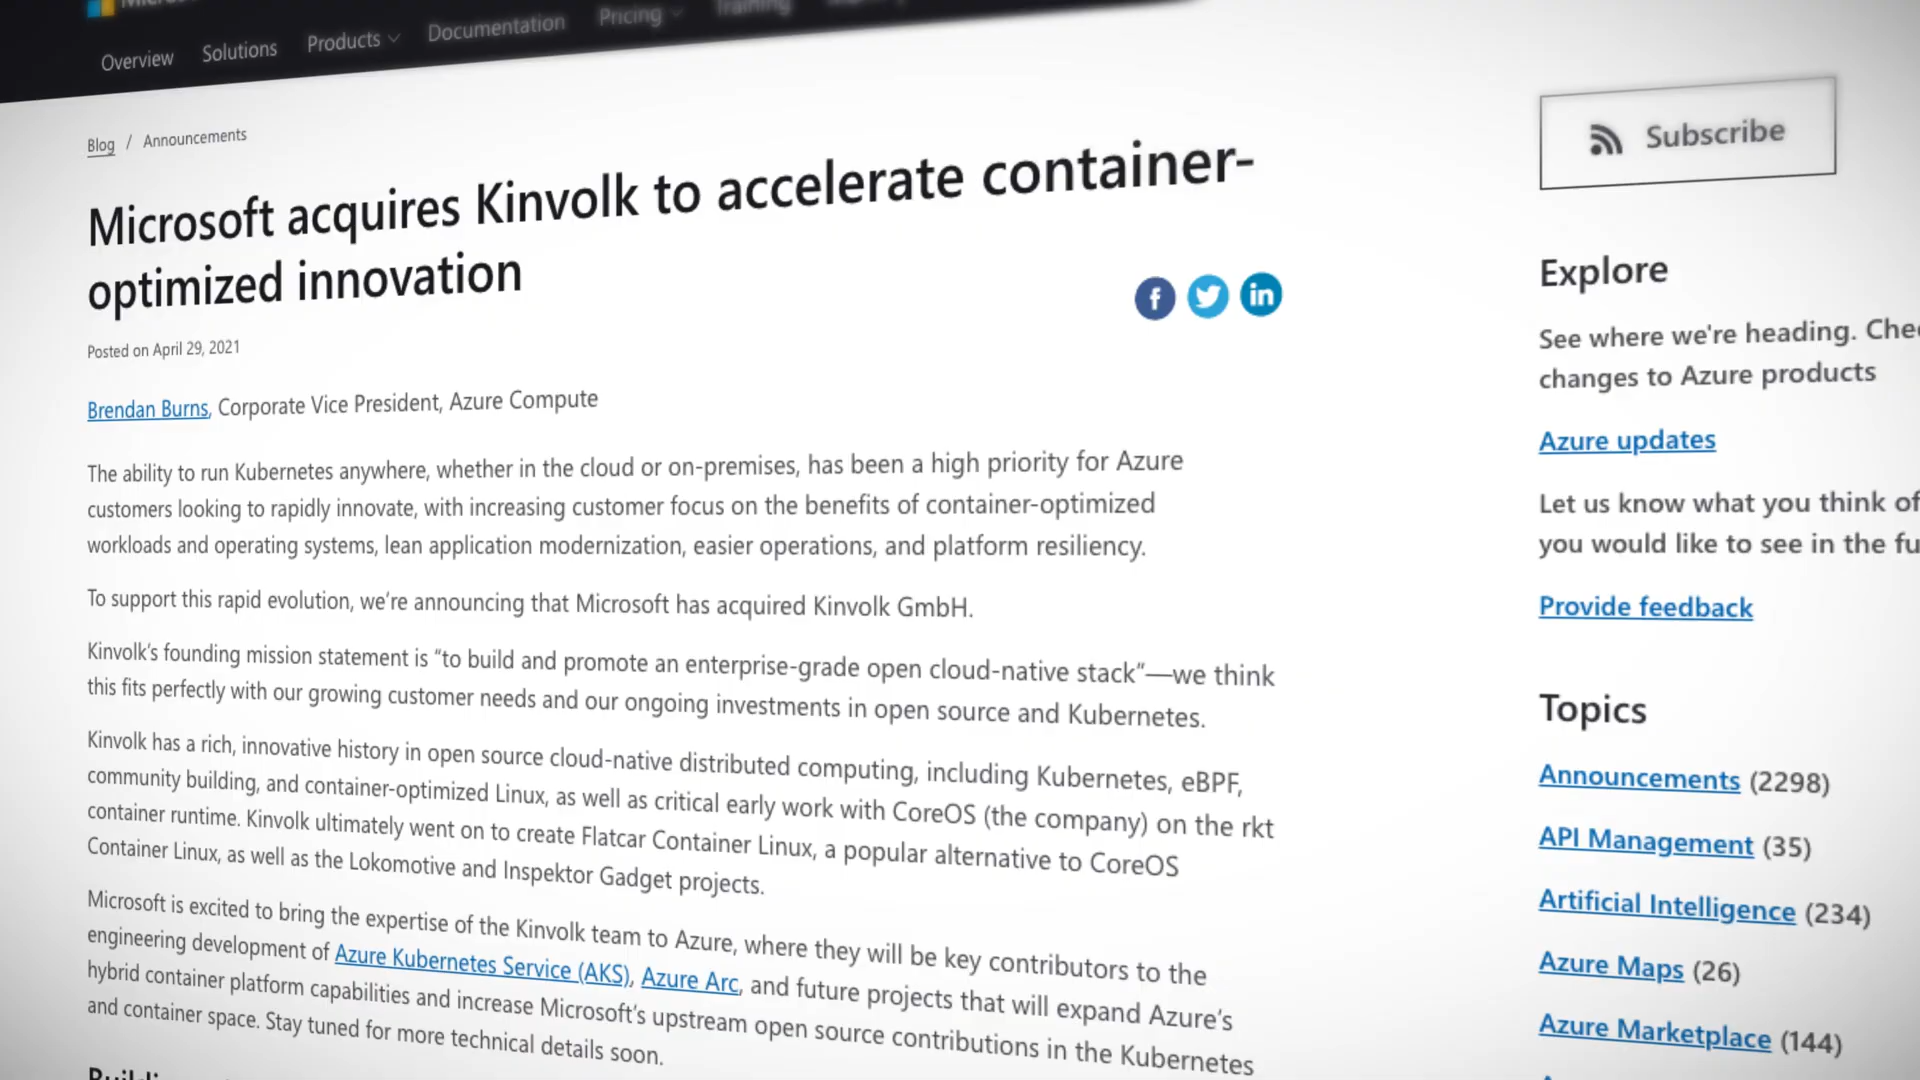 Overview Solutions Products Documentation Pricing Training
Blog / Announcements
Microsoft acquires Kinvolk to accelerate container-
optimized innovation
Posted on April 29, 2021
Brendan Burns, Corporate Vice President, Azure Compute
The ability to run Kubernetes anywhere, whether in the cloud or on-premises, has been a high priority for Azure
customers looking to rapidly innovate, with increasing customer focus on the benefits of container-optimized
workloads and operating systems, lean application modernization, easier operations, and platform resiliency.
To support this rapid evolution, we’re announcing that Microsoft has acquired Kinvolk GmbH.
Kinvolk’s founding mission statement is “to build and promote an enterprise-grade open cloud-native stack”—we think
this fits perfectly with our growing customer needs and our ongoing investments in open source and Kubernetes.
Kinvolk has a rich, innovative history in open source cloud-native distributed computing, including Kubernetes, eBPF,
community building, and container-optimized Linux, as well as critical early work with CoreOS (the company) on the rkt
container runtime. Kinvolk ultimately went on to create Flatcar Container Linux, a popular alternative to CoreOS
Container Linux, as well as the Lokomotive and Inspektor Gadget projects.
Microsoft is excited to bring the expertise of the Kinvolk team to Azure, where they will be key contributors to the
engineering development of Azure Kubernetes Service (AKS), Azure Arc, and future projects that will expand Azure’s
hybrid container platform capabilities and increase Microsoft’s upstream open source contributions in the Kubernetes
and container space. Stay tuned for more technical details soon.
Subscribe
Explore
See where we're heading.
changes to Azure products
Azure updates
Let us know what you think of
you would like to see in the
Provide feedback
Topics
Announcements (2298)
API Management (35)
Artificial Intelligence (234)
Azure Maps (26)
Azure Marketplace (144)